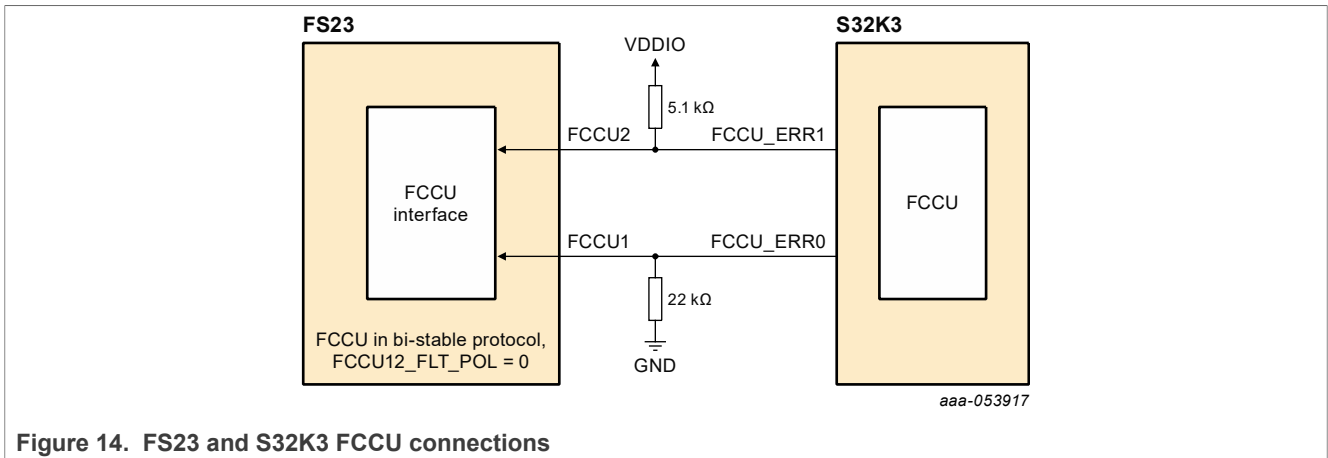 FS23
S32K3
VDDIO
5.1 kΩ
FCCU2
FCCU_ERR1
FCCU
interface
FCCU
FCCU1
FCCU_ERR0
22 kΩ
FCCU in bi-stable protocol,
FCCU12_FLT_POL = 0
GND
aaa-053917
Figure 14. FS23 and S32K3 FCCU connections